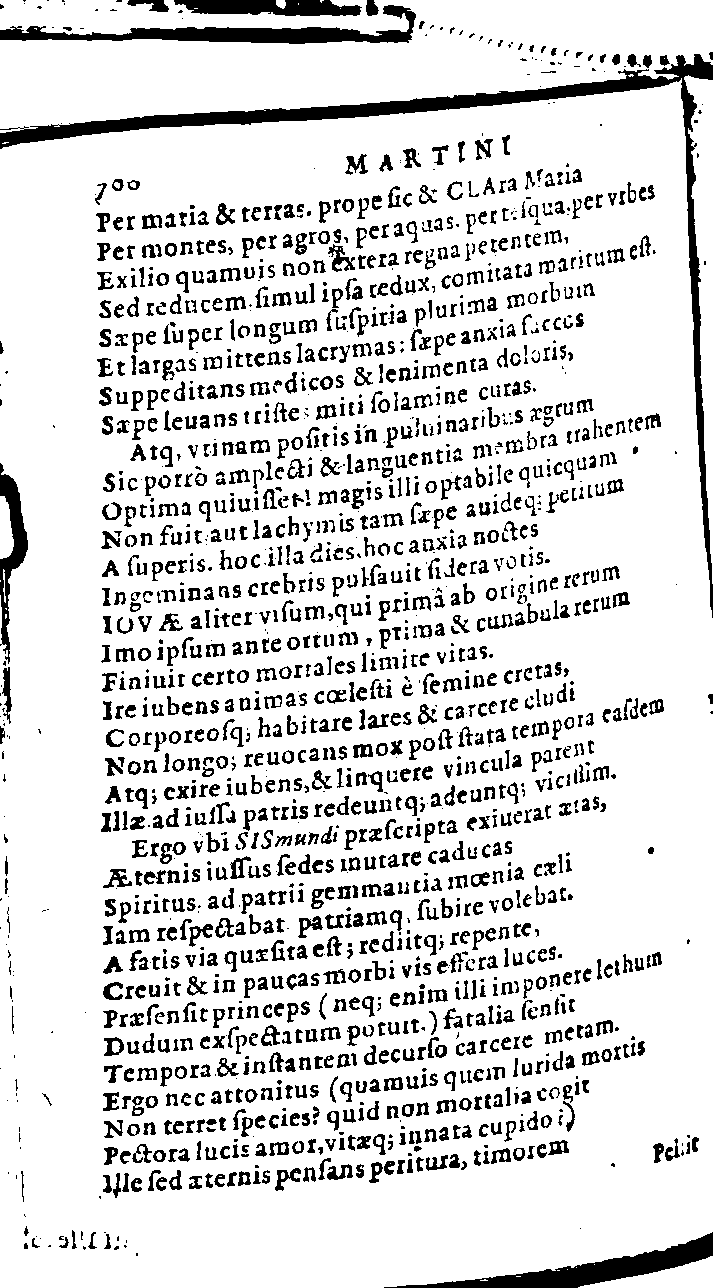 700
MARTINI
Per maria & terras. prope sic & CLAra Maria
Per montes, per agros, per aquas. per tesqua, per vrbes
Exilio quamuis non extera regna petentem,
Sed reducem simul ipsa redux, comitata maritum est.
Sæpe super longum suspiria plurima morbum
Et largas mittens lacrymas: sæpe anxia succos
Suppeditans medicos & lenimenta doloris,
Sæpe leuans tristes miti solamine curas.
Atq, vtinam positis in puluinaribus ægrum
Sic porrò amplecti & languentia membra trahentem
Optima quiuisset! magis illi optabile quicquam
Non fuit, aut lachymis tam sæpe auideq; petitum
A superis. hoc illa dies, hoc anxia noctes
Ingeminans crebris pulsauit sidera votis.
IOVÆ aliter visum, qui primâ ab origine rerum
Imo ipsum ante ortum, prima & cunabula rerum
Finiuit certo mortales limite vitas.
Ire iubens animas cœlesti è semine cretas,
Corporeosq; habitare lares & carcere cludi
Non longo; reuocans mox post stata tempora easdem
Atq; exire iubens, & linquere vincula parent
Illæ. ad iussa patris redeuntq; adeuntq; vicissim.
Ergo vbi SISmundi præscripta exiuerat ætas,
Æternis iussus sedes mutare caducas
Spiritus. ad patrii gemmantia mœnia cæli
Iam respectabat patriamq, subire volebat.
A fatis via quæsita est; rediitq; repente,
Creuit & in paucas morbi vis effera luces.
Præsensit princeps (neq; enim illi imponere lethum
Dudum exspectatum potuit.) fatalia sensit
Tempora & instantem decurso carcere metam.
Ergo nec attonitus (quamuis quem lurida mortis
Non terret species? quid non mortalia cogit
Pectora lucis amor, vitæq; innata cupido?)
Ille sed æternis pensans peritura, timorem
Pellit